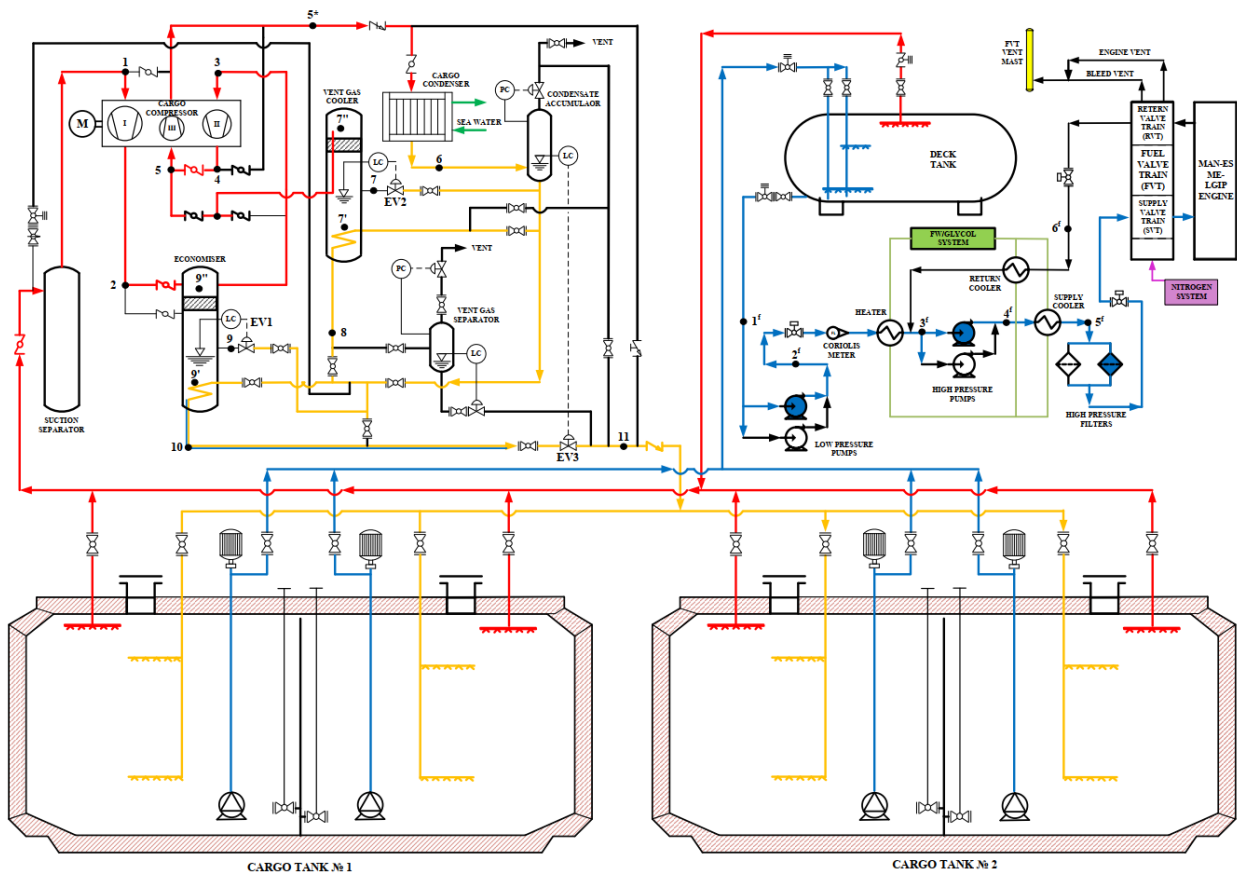 5*
VENT
1
3
CARGO
COMPRESSOR
M
I
III
II
5
4
VENT GAS
COOLER
7"
LC
7
EV2
7'
CARGO
CONDENSER
SEA WATER
6
PC
CONDENSATE
ACCUMULAOR
LC
VENT
PC
VENT GAS
SEPARATOR
LC
8
ECONOMISER
2
9"
LC
EV1
9
9'
SUCTION
SEPARATOR
10
EV3
11
FVT
VENT
MAST
ENGINE VENT
BLEED VENT
RETERN
VALVE
TRAIN
(RVT)
FUEL
VALVE
TRAIN
(FVT)
SUPPLY
VALVE
TRAIN
(SVT)
MAN-ES
ME-
LGIP
ENGINE
NITROGEN
SYSTEM
DECK
TANK
6f
FW/GLYCOL
SYSTEM
RETURN
COOLER
SUPPLY
COOLER
HEATER
1f
2f
CORIOLIS
METER
3f
4f
5f
HIGH PRESSURE
PUMPS
HIGH PRESSURE
FILTERS
LOW PRESSURE
PUMPS
CARGO TANK № 1
CARGO TANK № 2